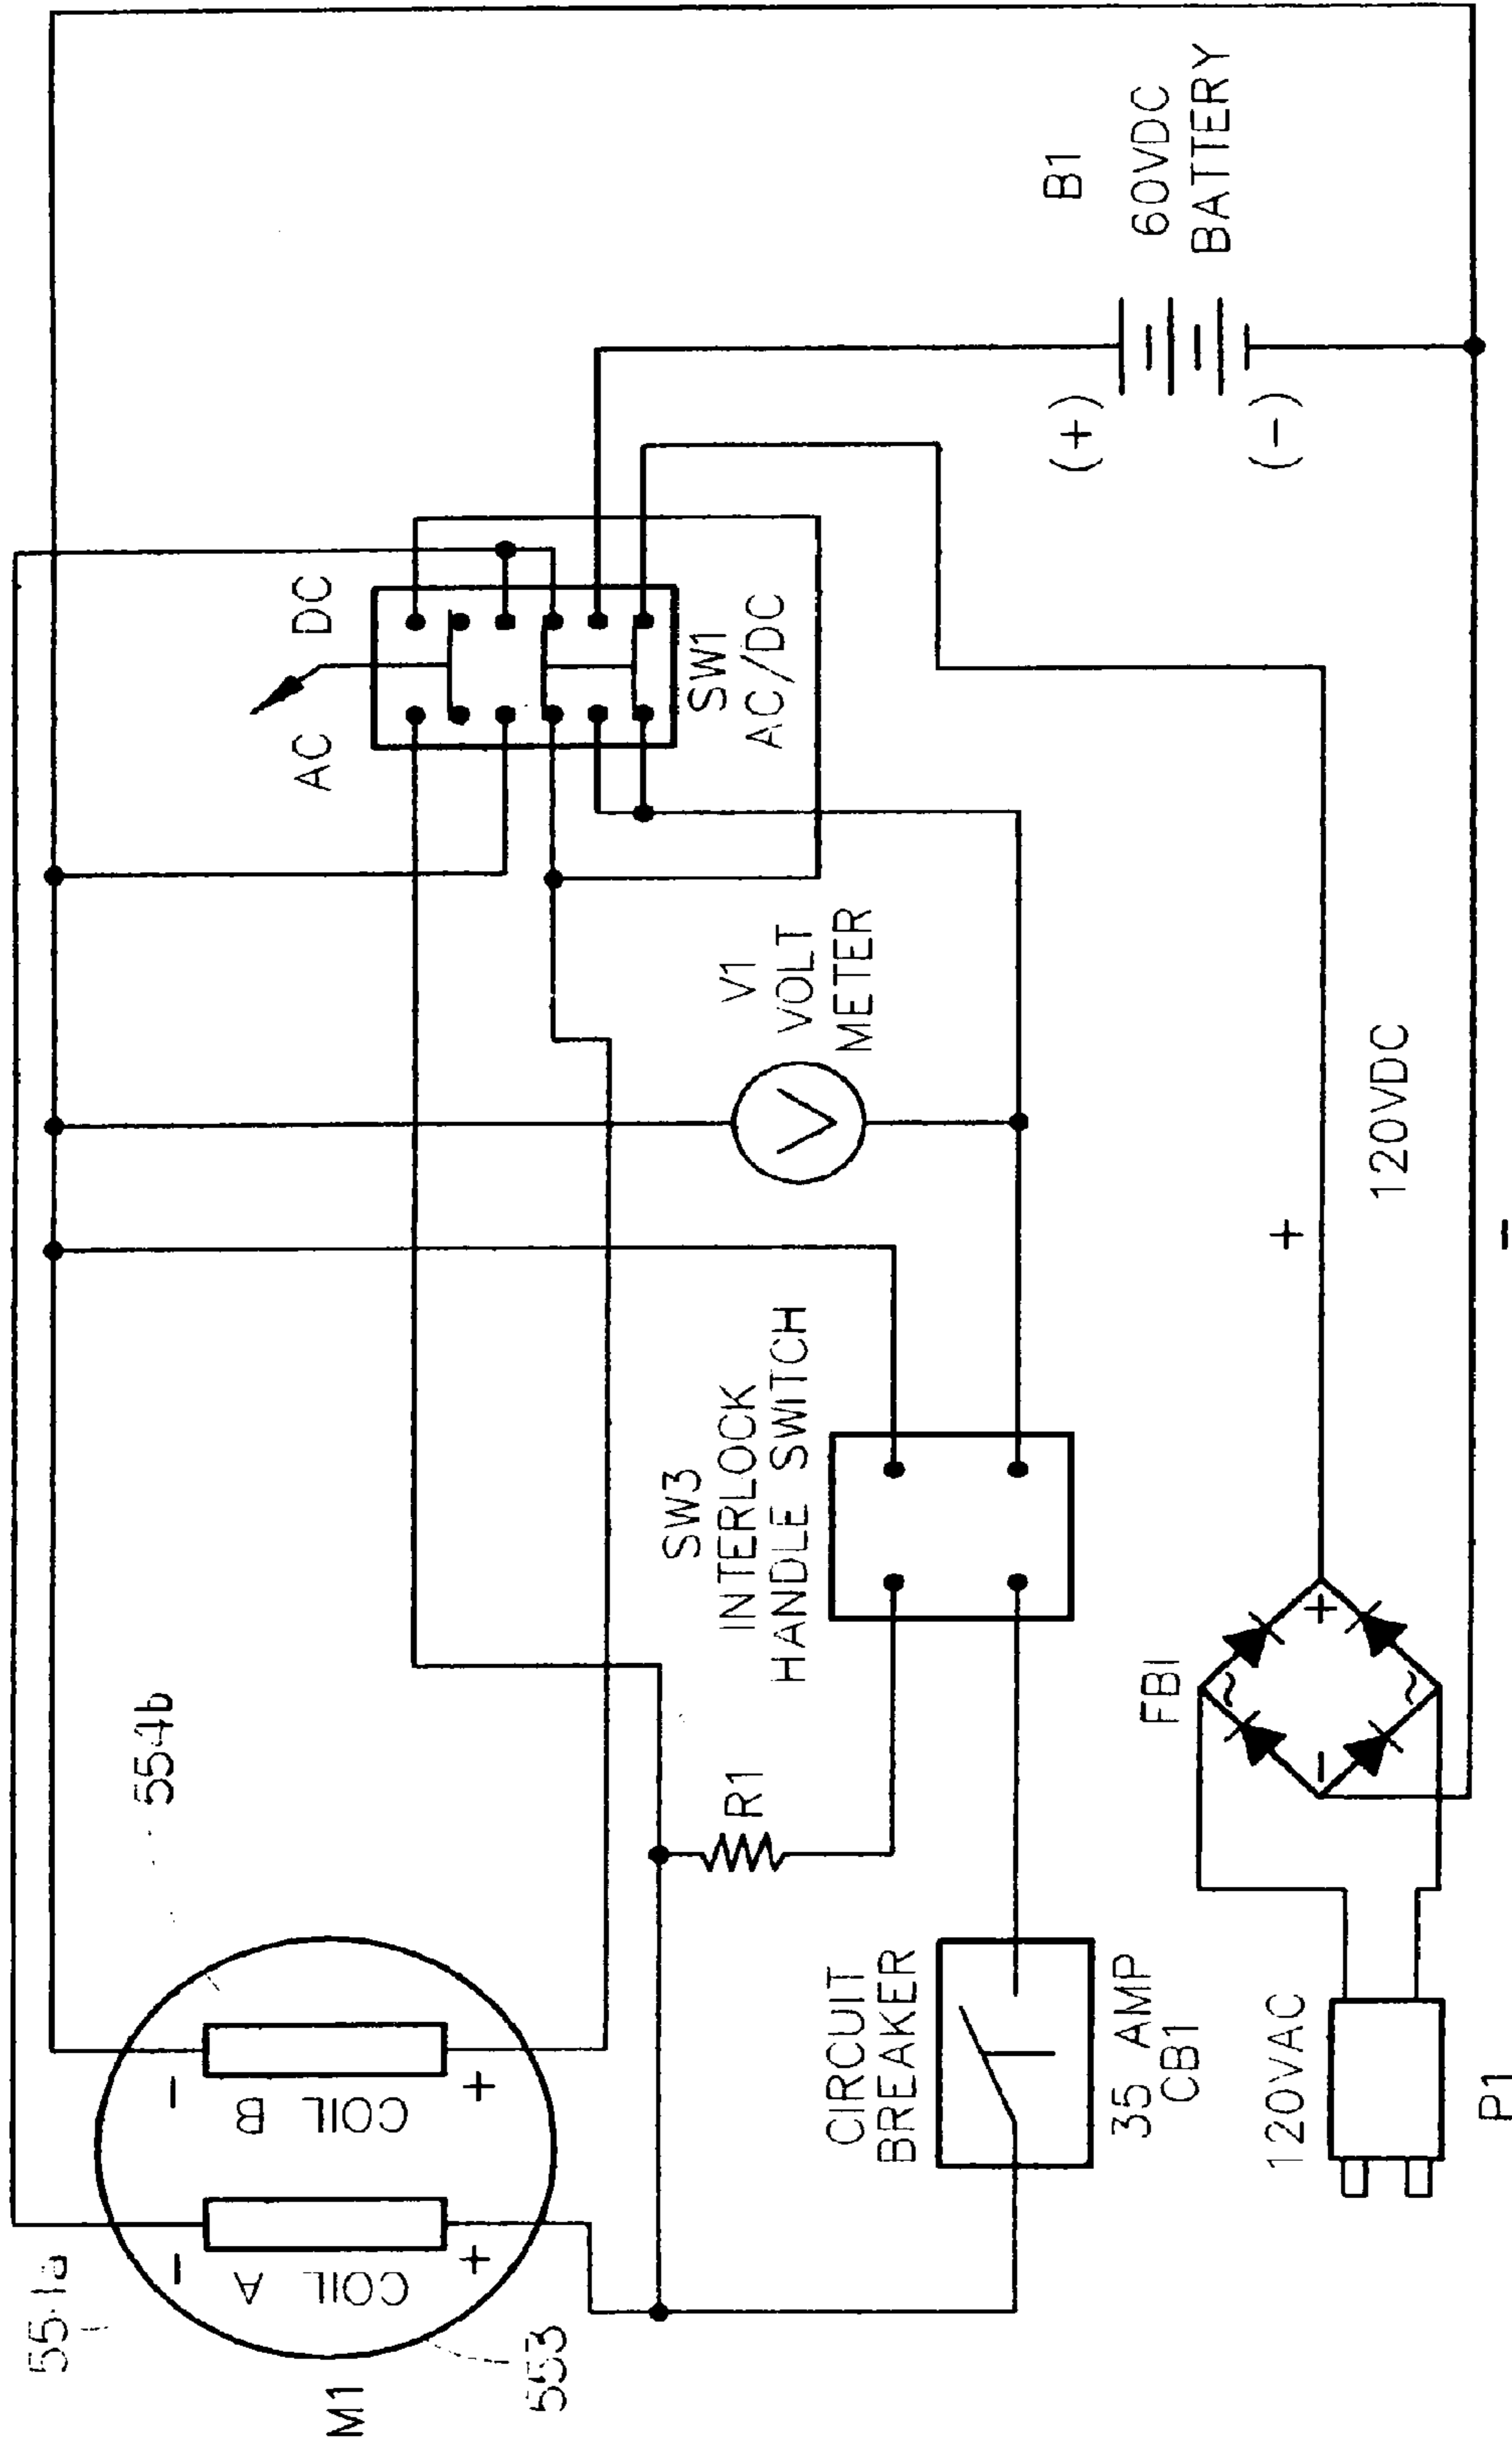 554a
554b
553
M1
COIL A
-
+
COIL B
-
+
AC
DC
SW1
AC/DC
V1
VOLT
METER
B1
60VDC
BATTERY
(+)
(-)
SW3
INTERLOCK
HANDLE SWITCH
R1
CIRCUIT
BREAKER
35 AMP
CB1
FBI
+
-
~
~
+
120VDC
-
120VAC
P1